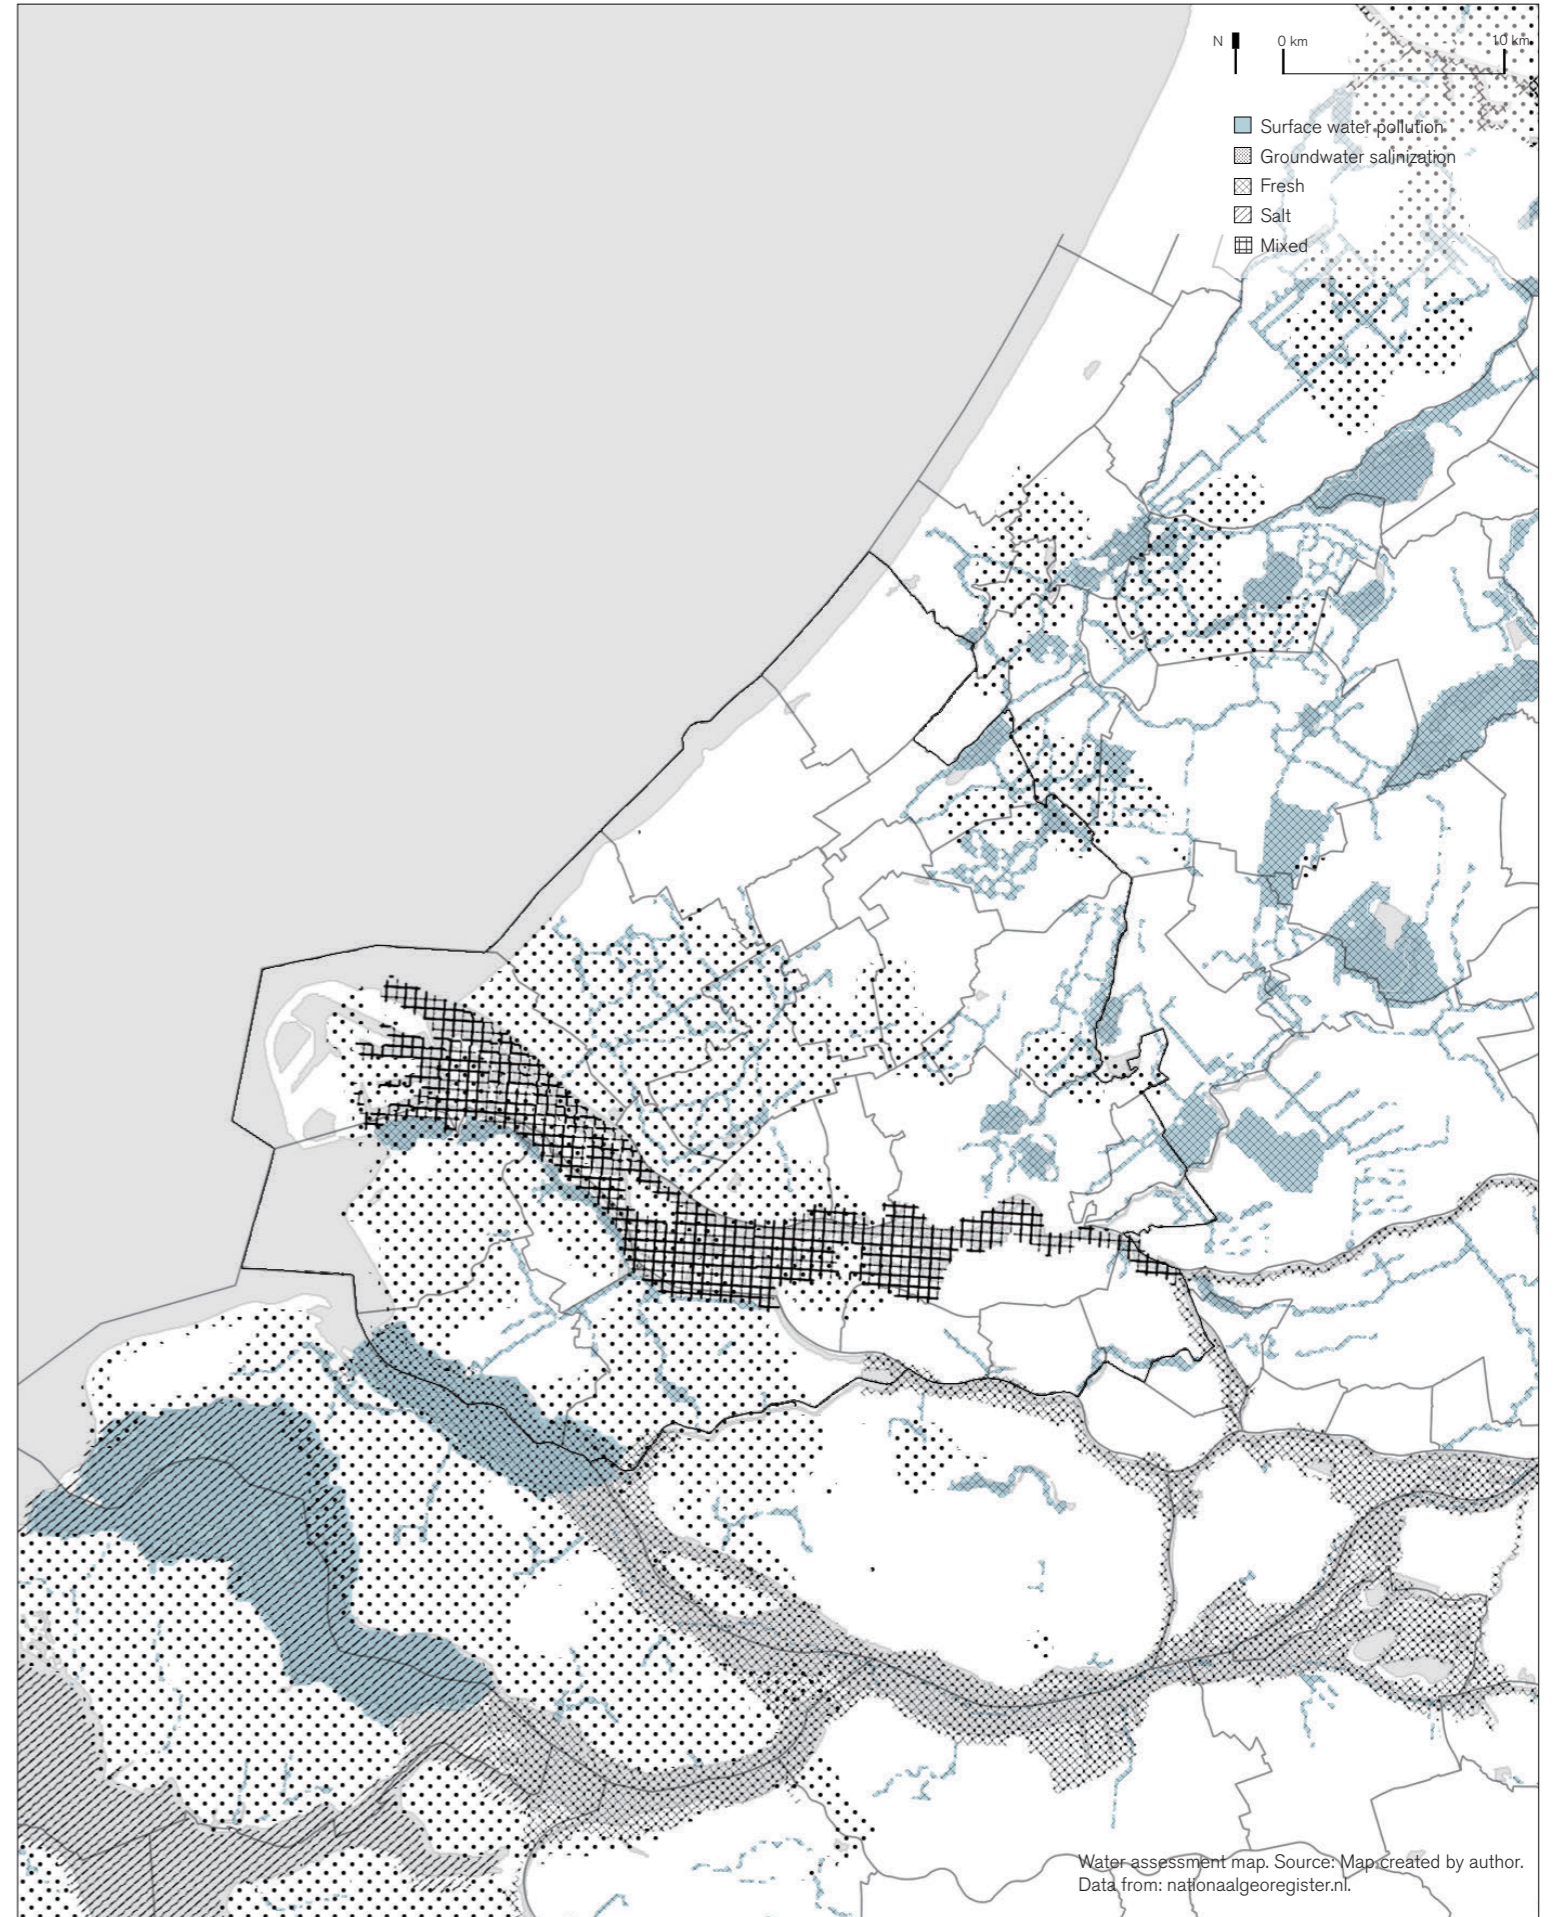 N
0 km
10 km
Surface water pollution
Groundwater salinization
Fresh
Salt
Mixed
Water assessment map. Source: Map created by author.
Data from: nationaalgeoregister.nl.